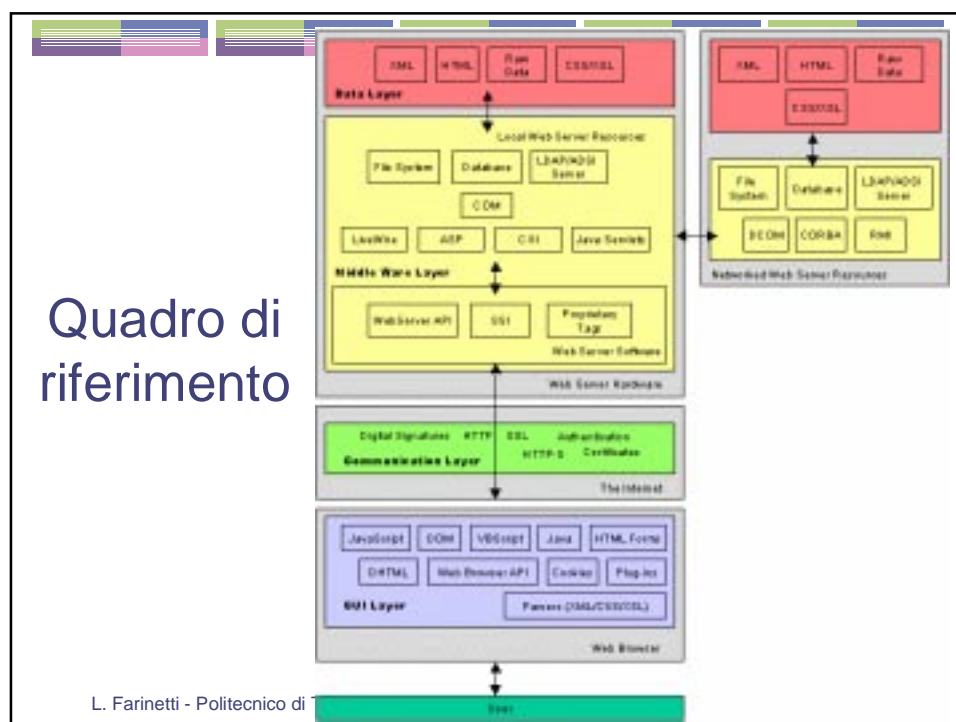 Quadro di
riferimento
XML HTML Raw Data CSS/XSL
Data Layer
Local Web Server Resources
File System Database LDAP/ADSI Server
COM
LiveWire ASP CGI Java Servlets
Middle Ware Layer
WebServer API SSI Proprietary Tags
Web Server Software
Web Server Hardware
XML HTML Raw Data
CSS/XSL
File System Database LDAP/ADSI Server
DCOM CORBA RMI
Networked Web Server Resources
Digital Signatures HTTP SSL Authentication
HTTP-S Certificates
Communication Layer
The Internet
JavaScript DOM VBScript Java HTML Forms
DHTML Web Browser API Cookies Plug-ins
GUI Layer
Parsers (XML/CSS/XSL)
Web Browser
User
L. Farinetti - Politecnico di